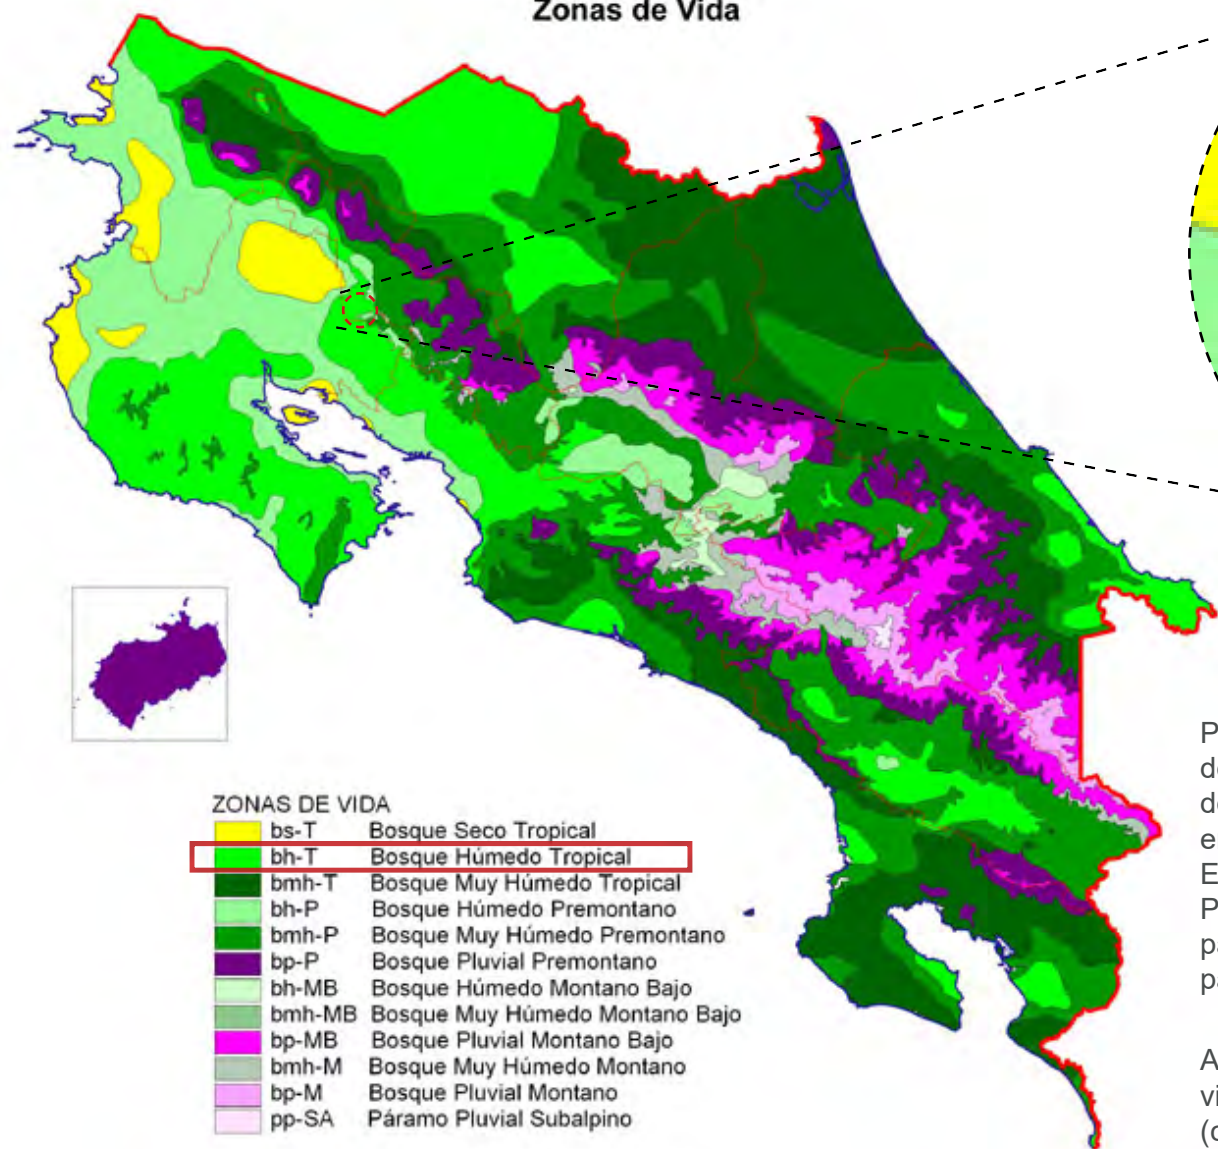 Zonas de Vida
ZONAS DE VIDA
bs-T Bosque Seco Tropical
bh-T Bosque Húmedo Tropical
bmh-T Bosque Muy Húmedo Tropical
bh-P Bosque Húmedo Premontano
bmh-P Bosque Muy Húmedo Premontano
bp-P Bosque Pluvial Premontano
bh-MB Bosque Húmedo Montano Bajo
bmh-MB Bosque Muy Húmedo Montano Bajo
bp-MB Bosque Pluvial Montano Bajo
bmh-M Bosque Muy Húmedo Montano
bp-M Bosque Pluvial Montano
pp-SA Páramo Pluvial Subalpino